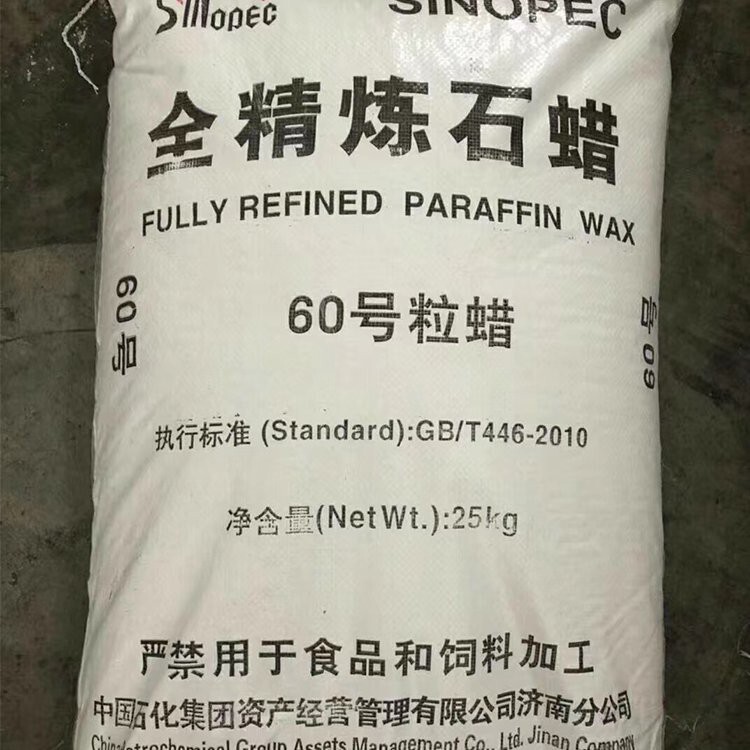 Sinopec SINOPEC
全精炼石蜡
FULLY REFINED PARAFFIN WAX
60号粒蜡
60号
60号
执行标准 (Standard):GB/T446-2010
净含量(NetWt.):25kg
严禁用于食品和饲料加工
中国石化集团资产经营管理有限公司济南分公司
Group Assets Management Co., Ltd, Jinan Company